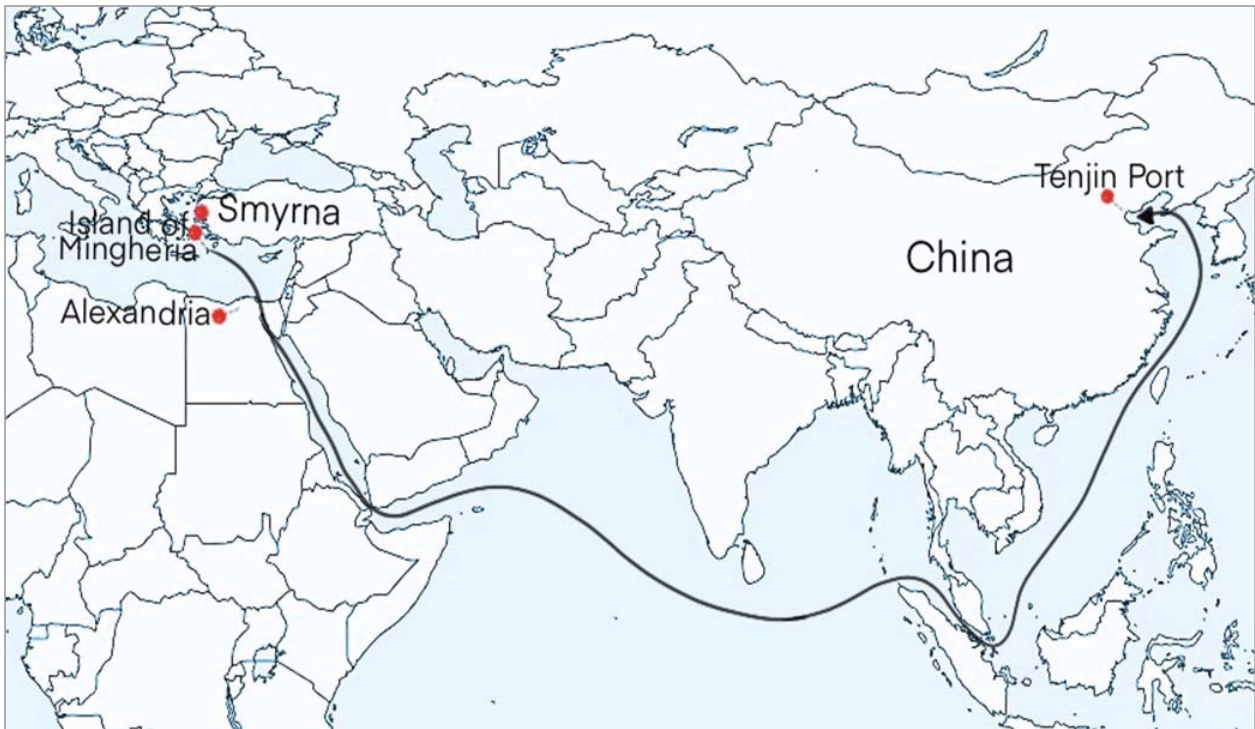 Tenjin Port
Smyrna
Island of
Mingheria
China
Alexandria